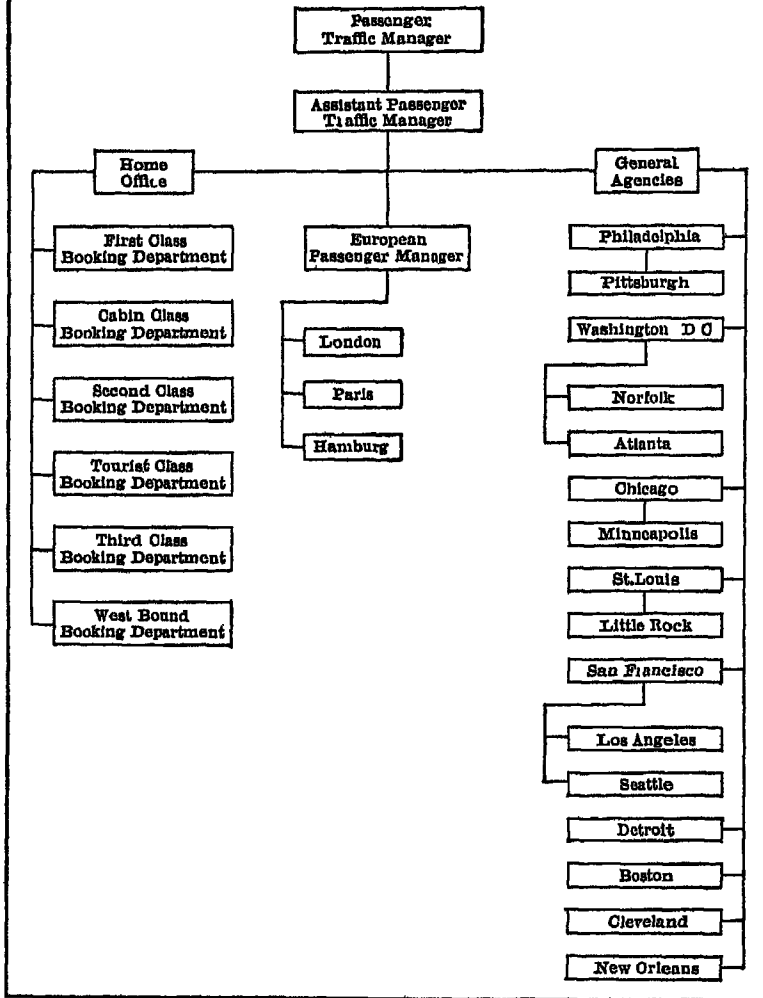 Passenger
Traffic Manager
Assistant Passenger
Traffic Manager
Home
Office
General
Agencies
First Class
Booking Department
Cabin Class
Booking Department
Second Class
Booking Department
Tourist Class
Booking Department
Third Class
Booking Department
West Bound
Booking Department
European
Passenger Manager
London
Paris
Hamburg
Philadelphia
Pittsburgh
Washington D C
Norfolk
Atlanta
Chicago
Minneapolis
St.Louis
Little Rock
San Francisco
Los Angeles
Seattle
Detroit
Boston
Cleveland
New Orleans